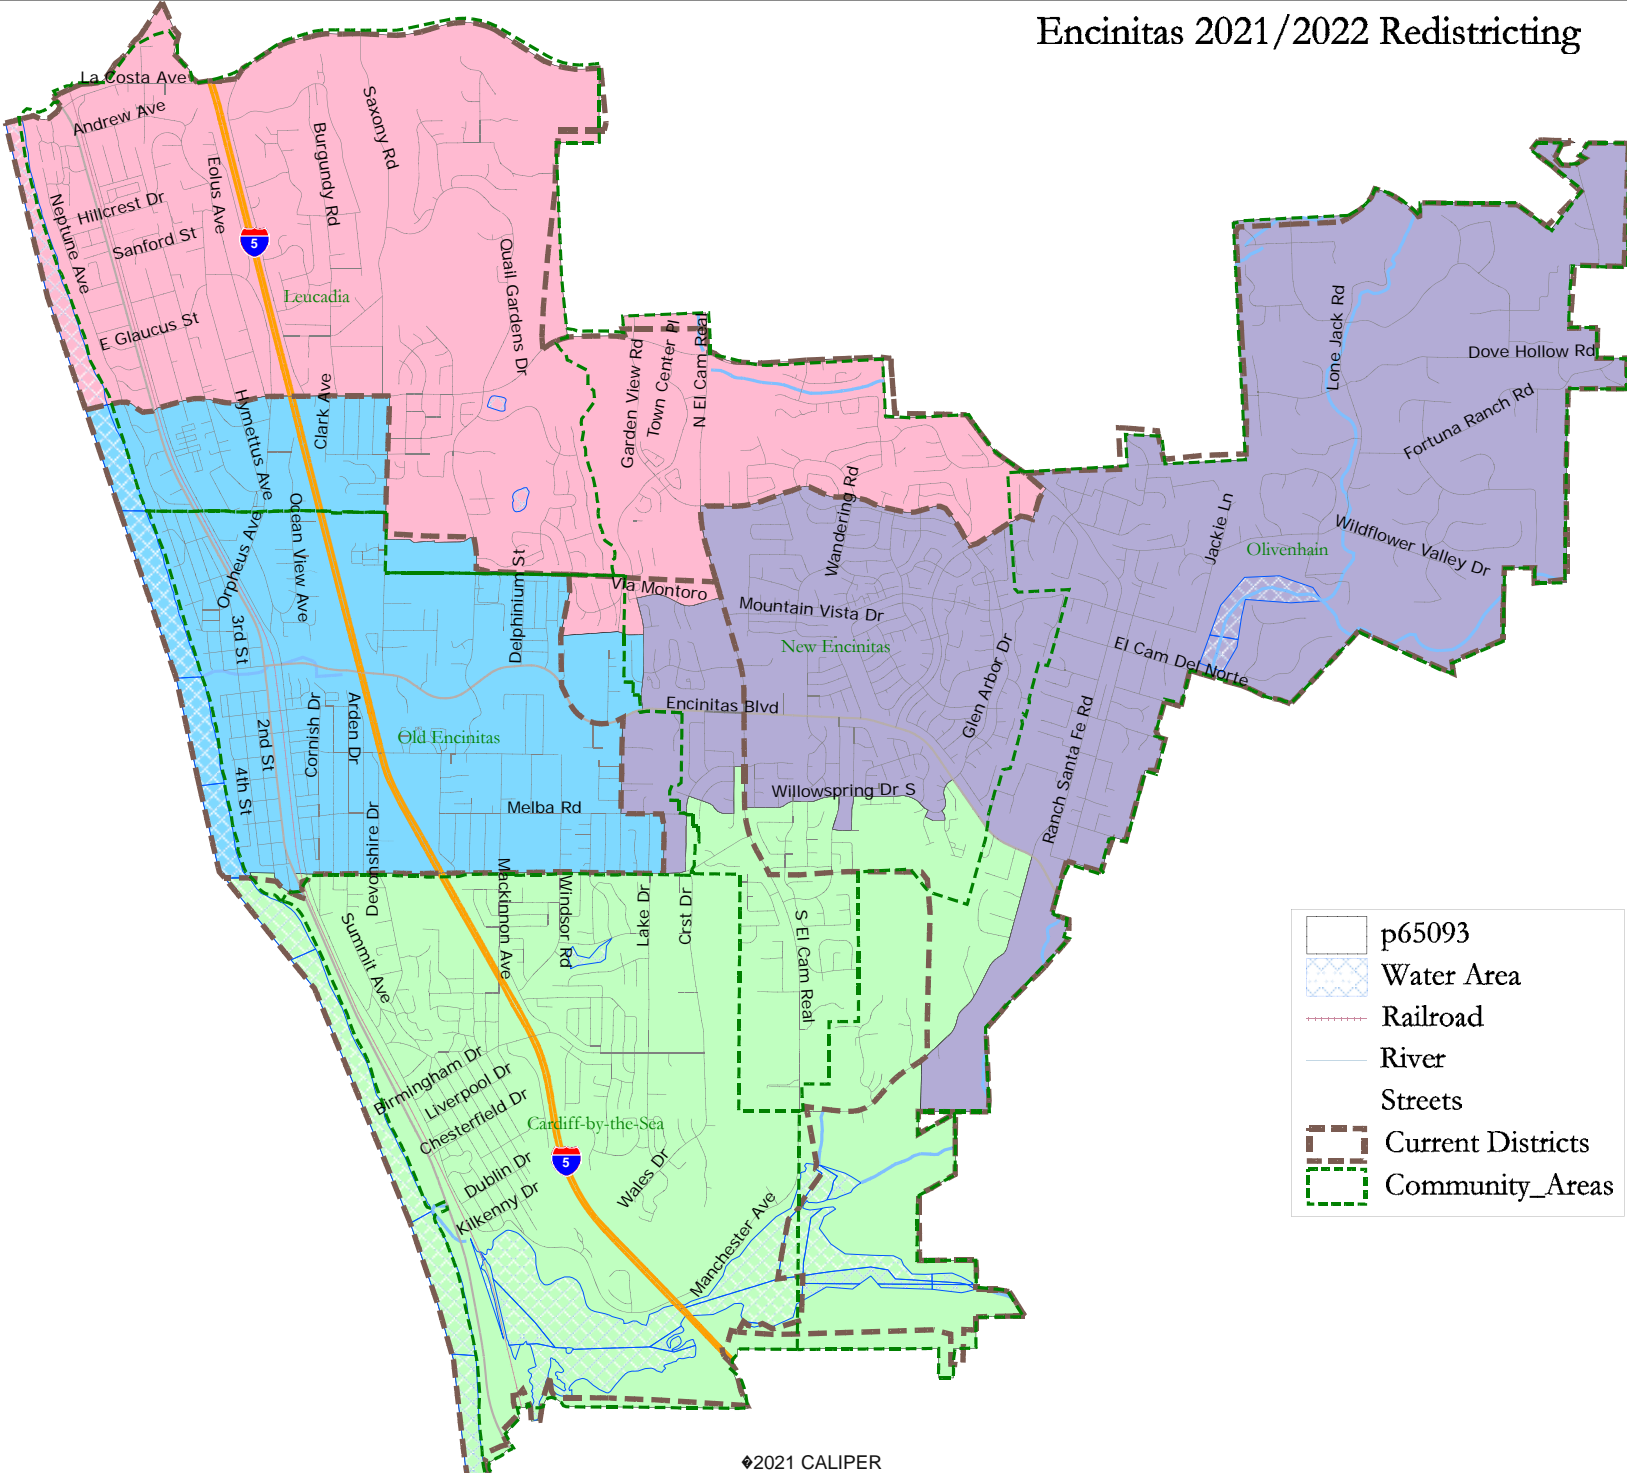 Encinitas 2021/2022 Redistricting
La Costa Ave
Andrew Ave
Saxony Rd
Burgundy Rd
Eolus Ave
Neptune Ave
Hillcrest Dr
Sanford St
5
Quail Gardens Dr
Leucadia
E Glaucus St
Lone Jack Rd
Dove Hollow Rd
Garden View Rd
Town Center Pl
N El Cam Real
Hymettus Ave
Clark Ave
Fortuna Ranch Rd
Wandering Rd
Jackie Ln
Ocean View Ave
Orpheus Ave
Wildflower Valley Dr
Olivenhain
Delphinium St
Via Montoro
Mountain Vista Dr
3rd St
New Encinitas
Glen Arbor Dr
El Cam Del Norte
Encinitas Blvd
Cornish Dr
Arden Dr
2nd St
Old Encinitas
Ranch Santa Fe Rd
4th St
Willowspring Dr S
Melba Rd
Devonshire Dr
Mackinnon Ave
Windsor Rd
Lake Dr
Crst Dr
Summit Ave
S El Cam Real
p65093
Water Area
Railroad
River
Streets
Current Districts
Community_Areas
Birmingham Dr
Liverpool Dr
Chesterfield Dr
Cardiff-by-the-Sea
Dublin Dr
5
Wales Dr
Kilkenny Dr
Manchester Ave
�2021 CALIPER